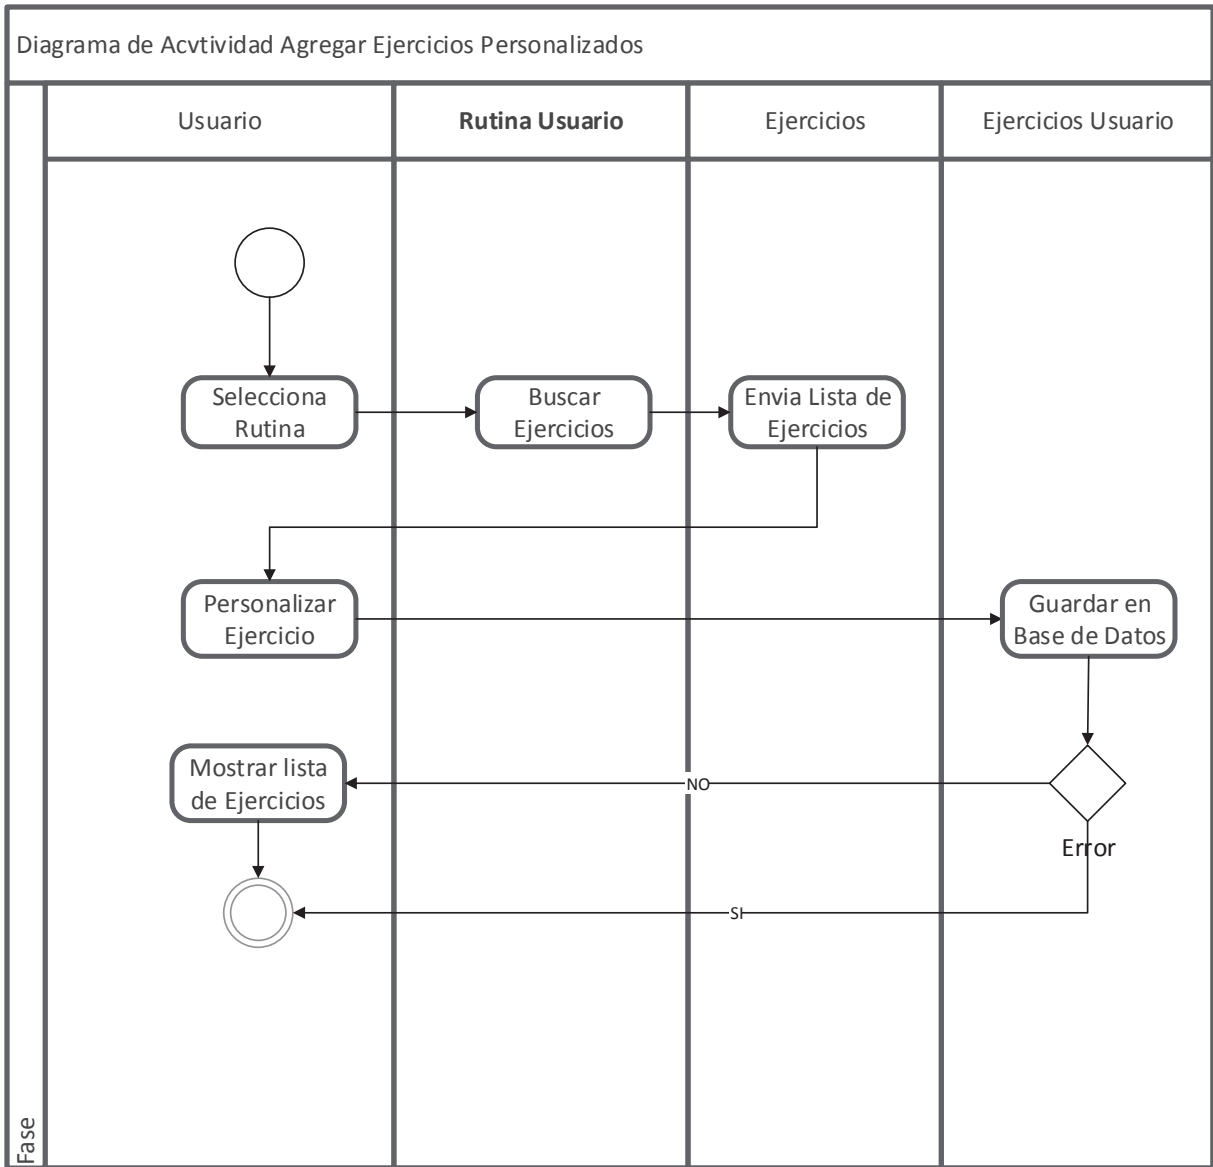 Diagrama de Acvtividad Agregar Ejercicios Personalizados
Usuario
Rutina Usuario
Ejercicios
Ejercicios Usuario
Selecciona
Rutina
Buscar
Ejercicios
Envia Lista de
Ejercicios
Personalizar
Ejercicio
Guardar en
Base de Datos
Mostrar lista
de Ejercicios
NO
Error
SI
Fase